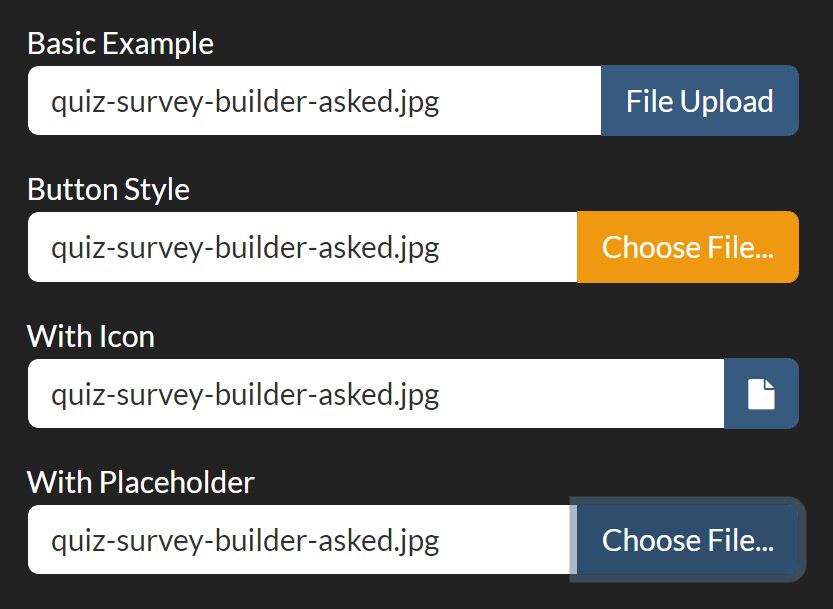 Basic Example
quiz-survey-builder-asked.jpg File Upload
Button Style
quiz-survey-builder-asked.jpg Choose File...
With Icon
quiz-survey-builder-asked.jpg
With Placeholder
quiz-survey-builder-asked.jpg Choose File...